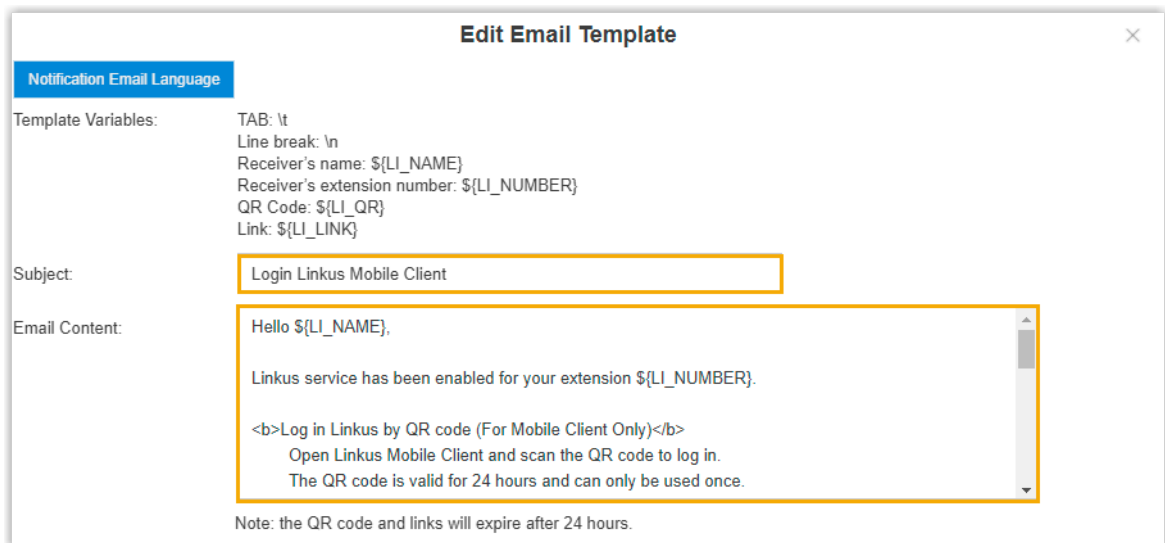 Edit Email Template
Notification Email Language
Template Variables:
TAB: \t
Line break: \n
Receiver's name: ${LI_NAME}
Receiver's extension number: ${LI_NUMBER}
QR Code: ${LI_QR}
Link: ${LI_LINK}
Subject:
Login Linkus Mobile Client
Email Content:
Hello ${LI_NAME},
Linkus service has been enabled for your extension ${LI_NUMBER}.
<b>Log in Linkus by QR code (For Mobile Client Only)</b>
Open Linkus Mobile Client and scan the QR code to log in.
The QR code is valid for 24 hours and can only be used once.
Note: the QR code and links will expire after 24 hours.